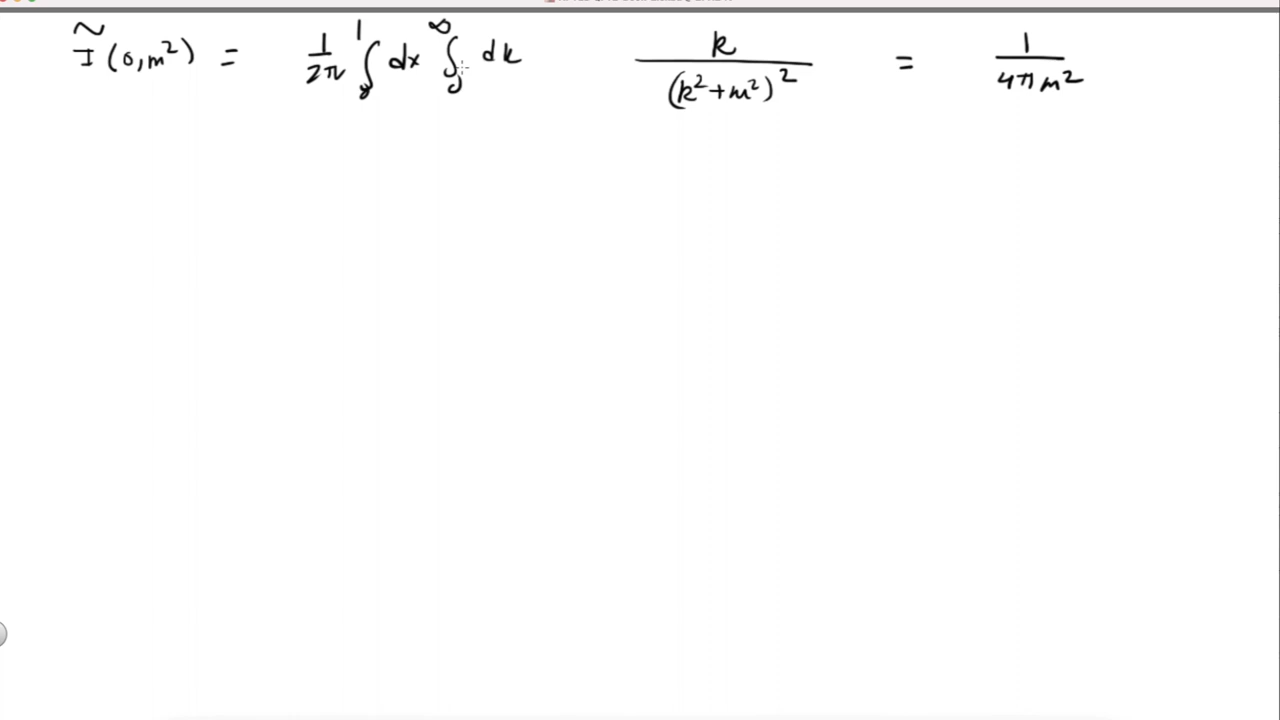 Ĩ(0,m²) = 1/2π ∫₀¹ dx ∫₀^∞ dk k/(k²+m²)² = 1/4πm²